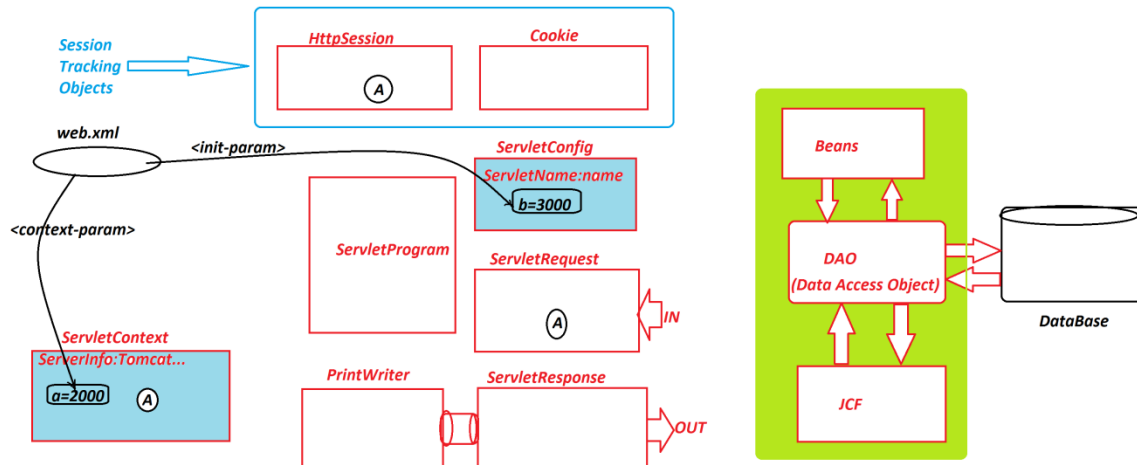 HttpSession
Cookie
Session
Tracking
Objects
A
web.xml
<init-param>
ServletConfig
ServletName:name
b=3000
<context-param>
ServletProgram
ServletRequest
A
IN
ServletContext
ServerInfo:Tomcat...
a=2000
A
PrintWriter
ServletResponse
OUT
Beans
DAO
(Data Access Object)
DataBase
JCF